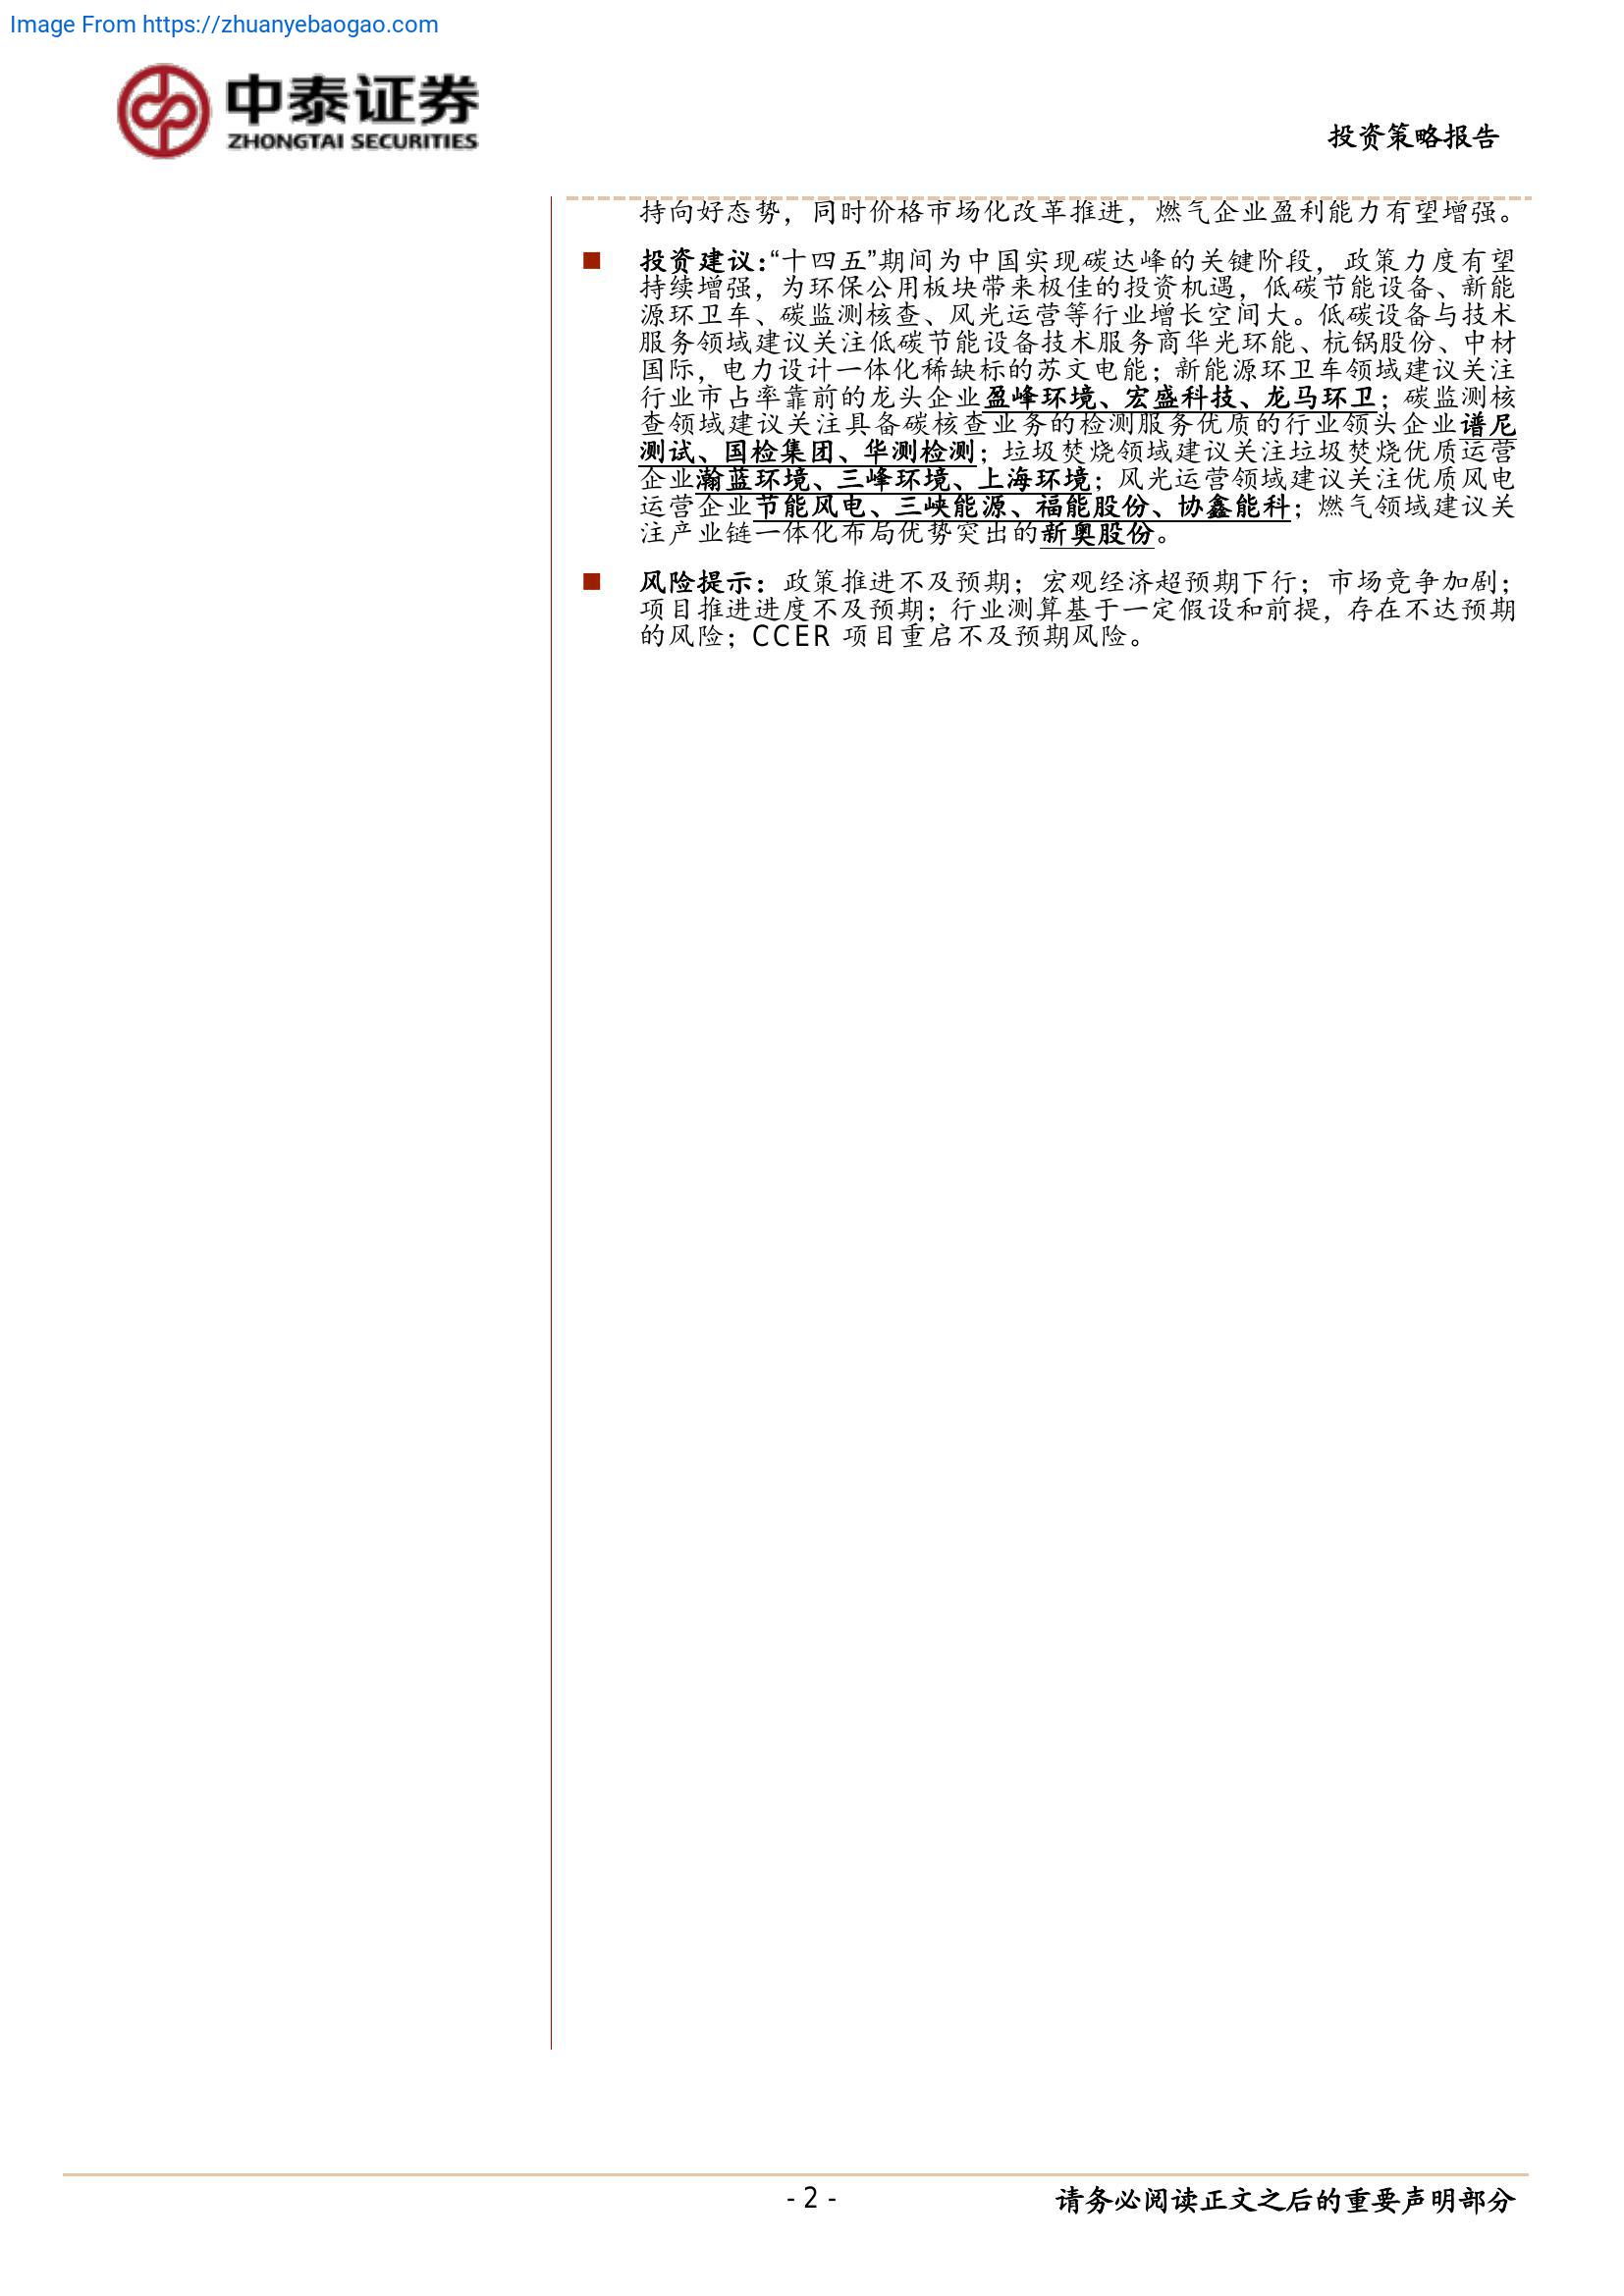 Image From https://zhuanyebaogao.com
中泰证券
ZHONGTAI SECURITIES
投资策略报告
持向好态势，同时价格市场化改革推进，燃气企业盈利能力有望增强。
■ 投资建议：“十四五”期间为中国实现碳达峰的关键阶段，政策力度有望
持续增强，为环保公用板块带来极佳的投资机遇，低碳节能设备、新能
源环卫车、碳监测核查、风光运营等行业增长空间大。低碳设备与技术
服务领域建议关注低碳节能设备技术服务商华光环能、杭锅股份、中材
国际，电力设计一体化稀缺标的苏文电能；新能源环卫车领域建议关注
行业市占率靠前的龙头企业盈峰环境、宏盛科技、龙马环卫；碳监测核
查领域建议关注具备碳核查业务的检测服务优质的行业领头企业谱尼
测试、国检集团、华测检测；垃圾焚烧领域建议关注垃圾焚烧优质运营
企业瀚蓝环境、三峰环境、上海环境；风光运营领域建议关注优质风电
运营企业节能风电、三峡能源、福能股份、协鑫能科；燃气领域建议关
注产业链一体化布局优势突出的新奥股份。
■ 风险提示：政策推进不及预期；宏观经济超预期下行；市场竞争加剧；
项目推进进度不及预期；行业测算基于一定假设和前提，存在不达预期
的风险；CCER 项目重启不及预期风险。
- 2 -
请务必阅读正文之后的重要声明部分